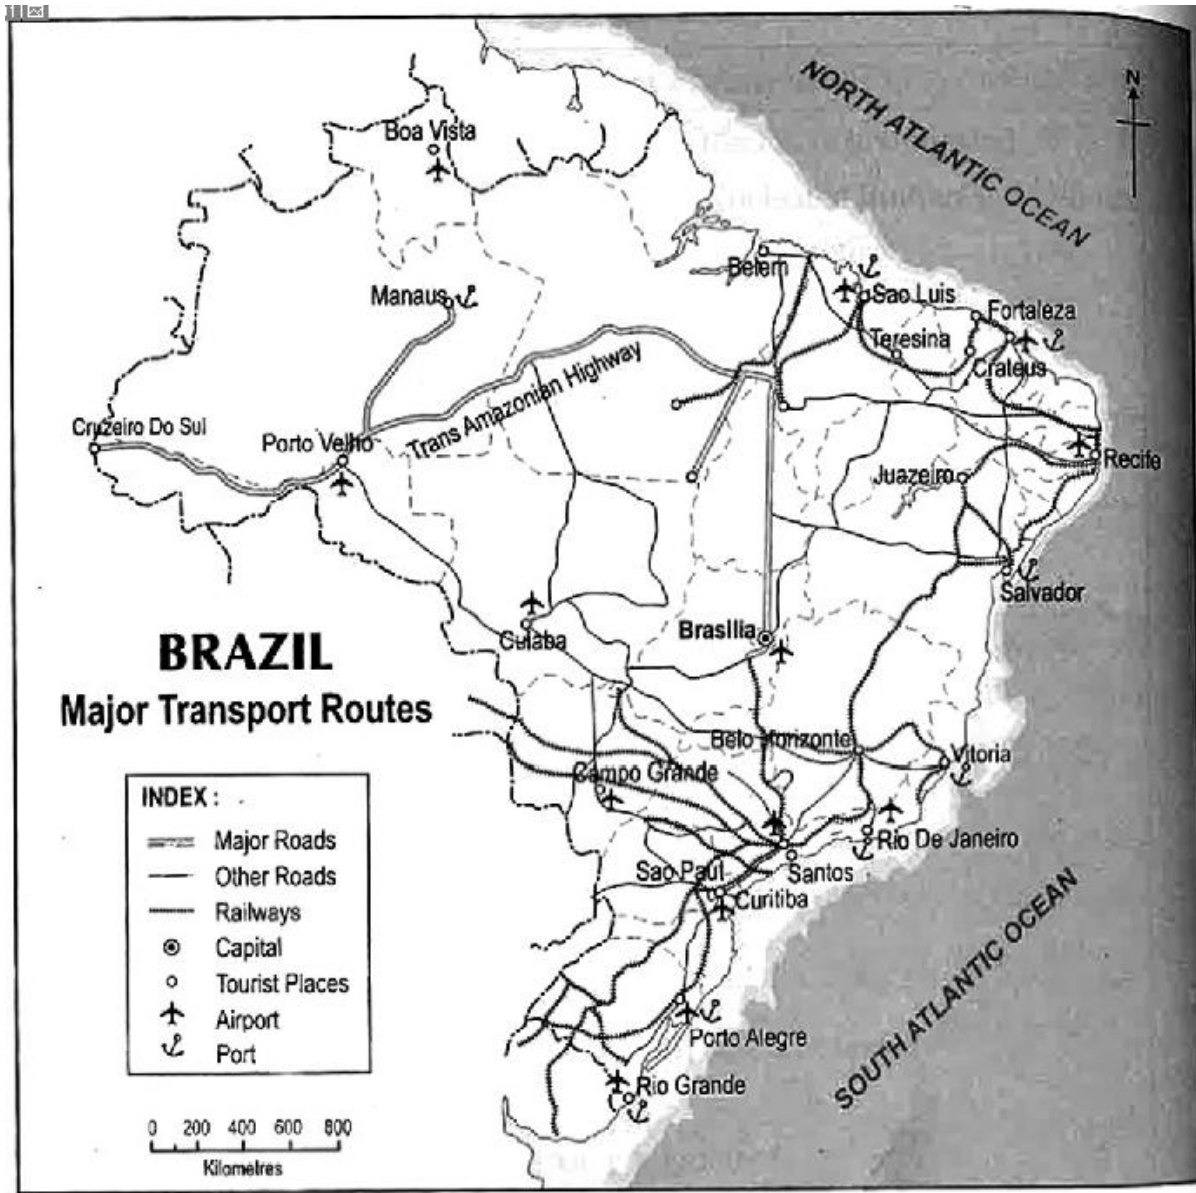 N
NORTH ATLANTIC OCEAN
Boa Vista
Belem
Manaus
Sao Luis
Fortaleza
Teresina
Crateus
Trans Amazonian Highway
Cruzeiro Do Sul
Porto Velho
Juazeiro
Recife
Salvador
Cuiaba
Brasilia
BRAZIL
Major Transport Routes
Belo Horizonte
Vitoria
Campo Grande
INDEX :
Major Roads
Other Roads
Railways
Capital
Tourist Places
Airport
Port
Rio De Janeiro
Sao Paul
Santos
Curitiba
SOUTH ATLANTIC OCEAN
Porto Alegre
Rio Grande
0 200 400 600 800
Kilometres